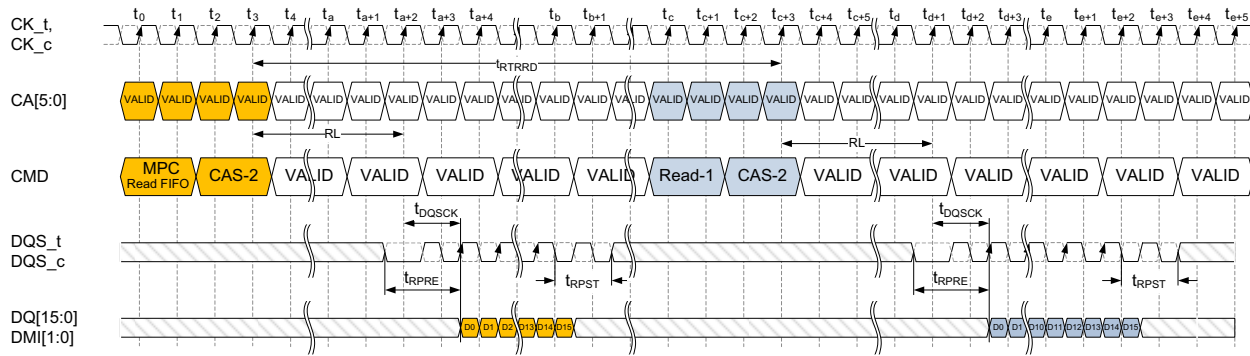 t0 t1 t2 t3 t4 ta ta+1 ta+2 ta+3 ta+4 tb tb+1 tc tc+1 tc+2 tc+3 tc+4 tc+5 td td+1 td+2 td+3 te te+1 te+2 te+3 te+4 te+5
CK_t,
CK_c
tRTRRD
CA[5:0] VALID VALID VALID VALID VALID VALID VALID VALID VALID VALID VALID VALID VALID VALID VALID VALID VALID VALID VALID VALID VALID VALID VALID VALID VALID VALID VALID VALID VALID VALID
RL RL
CMD MPC Read FIFO CAS-2 VALID VALID VALID VALID VALID Read-1 CAS-2 VALID VALID VALID VALID VALID VALID
tDQSCK tDQSCK
DQS_t
DQS_c
tRPRE tRPST tRPRE tRPST
DQ[15:0] D0 D1 D2 D13 D14 D15 D0 D1 D10 D11 D12 D13 D14 D15
DMI[1:0]